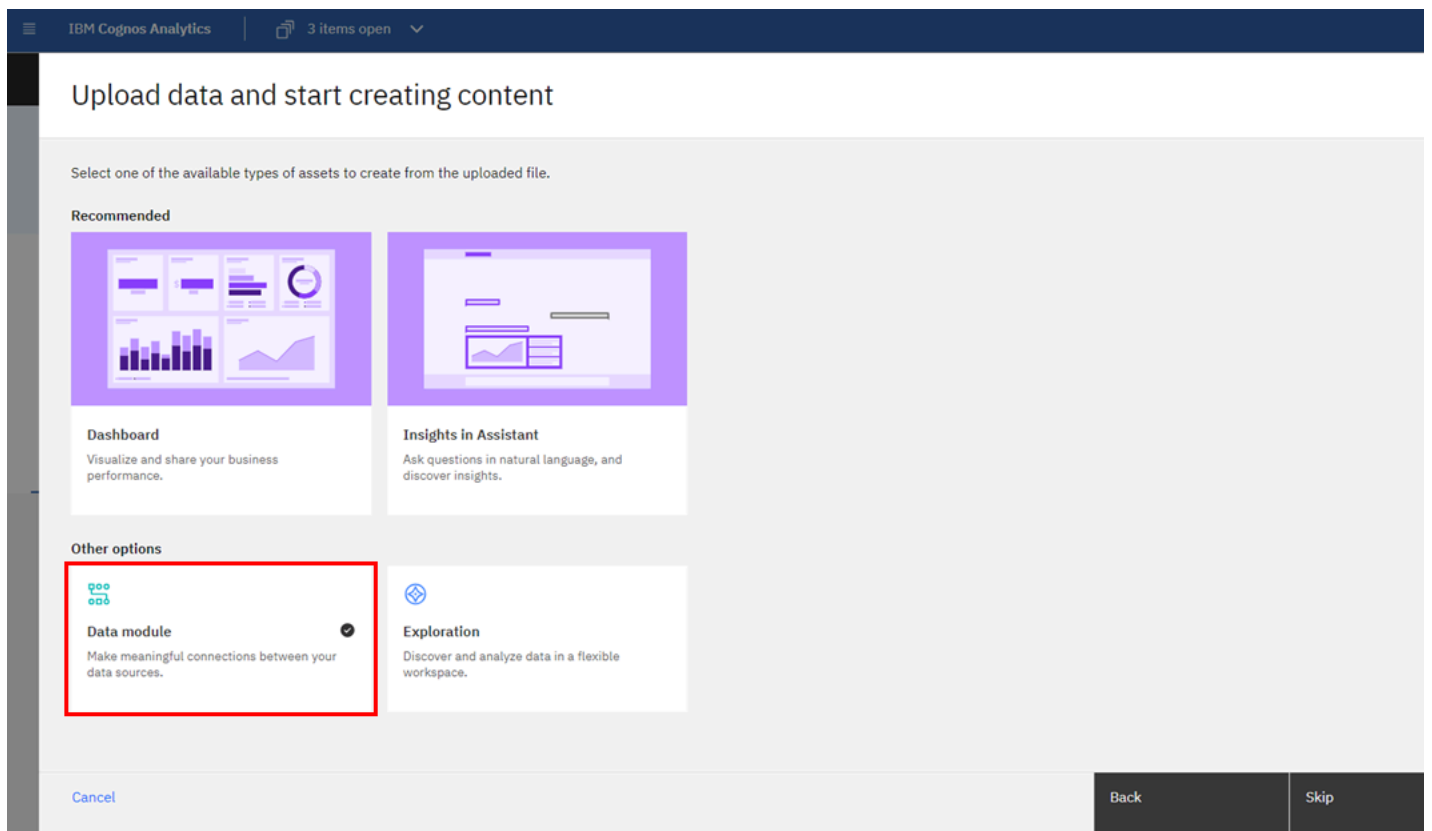 IBM Cognos Analytics
3 items open
Upload data and start creating content
Select one of the available types of assets to create from the uploaded file.
Recommended
$
Dashboard
Visualize and share your business
performance.
Insights in Assistant
Ask questions in natural language, and
discover insights.
Other options
Data module
Make meaningful connections between your
data sources.
Exploration
Discover and analyze data in a flexible
workspace.
Cancel
Back
Skip